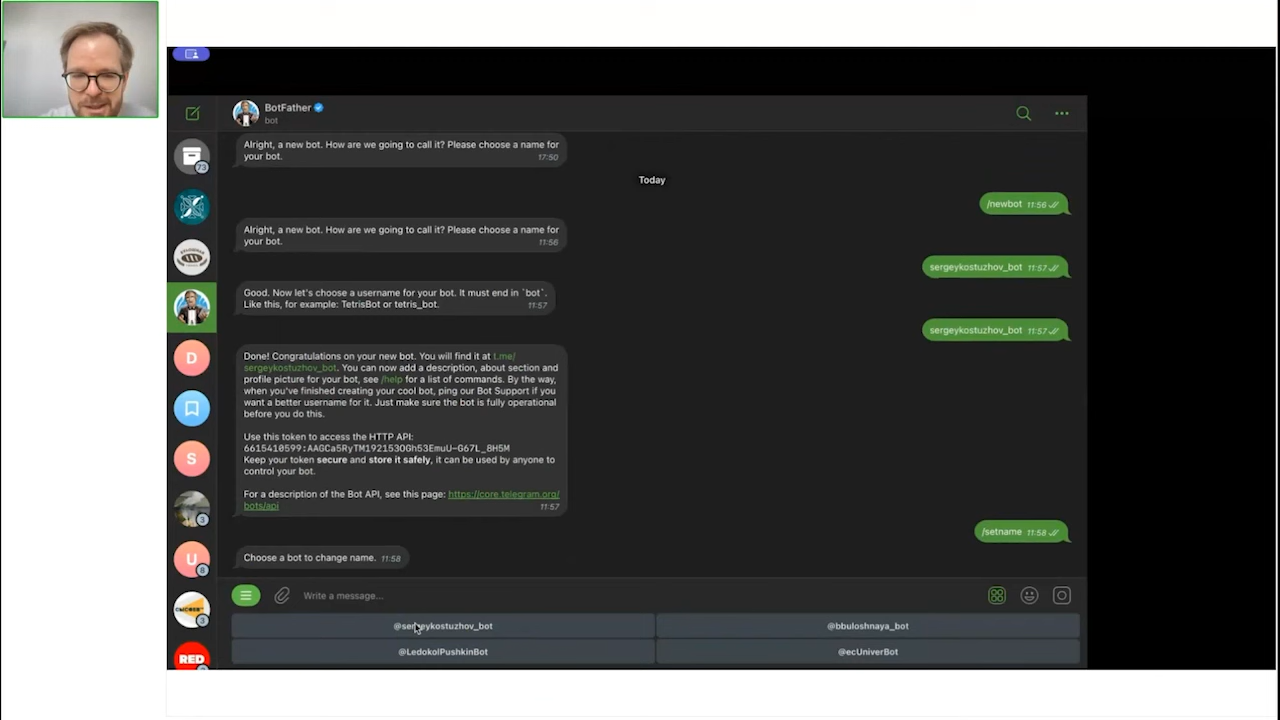 BotFather
bot
Alright, a new bot. How are we going to call it? Please choose a name for
your bot.
17:50
Today
/newbot 11:56
Alright, a new bot. How are we going to call it? Please choose a name for
your bot.
11:56
sergeykostuzhov_bot 11:57
Good. Now let's choose a username for your bot. It must end in `bot`.
Like this, for example: TetrisBot or tetris_bot.
11:57
sergeykostuzhov_bot 11:57
Done! Congratulations on your new bot. You will find it at t.me/
sergeykostuzhov_bot. You can now add a description, about section and
profile picture for your bot, see /help for a list of commands. By the way,
when you've finished creating your cool bot, ping our Bot Support if you
want a better username for it. Just make sure the bot is fully operational
before you do this.
Use this token to access the HTTP API:
6615410599:AAGCa5RyTM192153OGh53EmuU-G67L_8H5M
Keep your token secure and store it safely, it can be used by anyone to
control your bot.
For a description of the Bot API, see this page: https://core.telegram.org/
bots/api
11:57
/setname 11:58
Choose a bot to change name. 11:58
Write a message...
@sergeykostuzhov_bot
@bbuloshnaya_bot
@LedokolPushkinBot
@ecUniverBot
73
D
S
3
U
8
3
RED